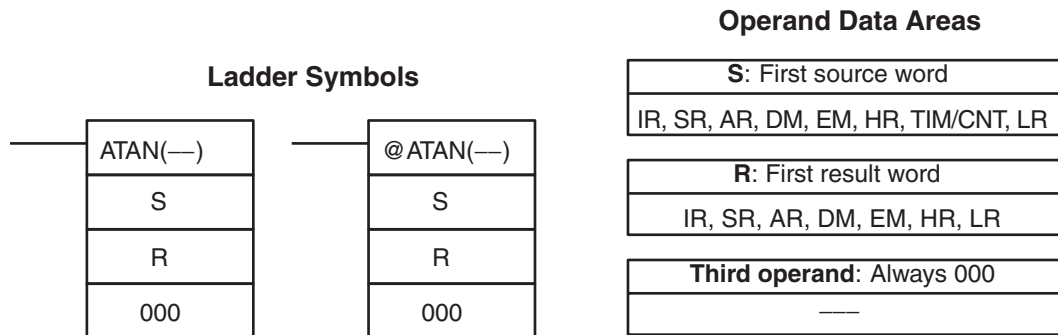 Ladder Symbols
ATAN(––)
S
R
000
@ATAN(––)
S
R
000
Operand Data Areas
S: First source word
IR, SR, AR, DM, EM, HR, TIM/CNT, LR
R: First result word
IR, SR, AR, DM, EM, HR, LR
Third operand: Always 000
–––